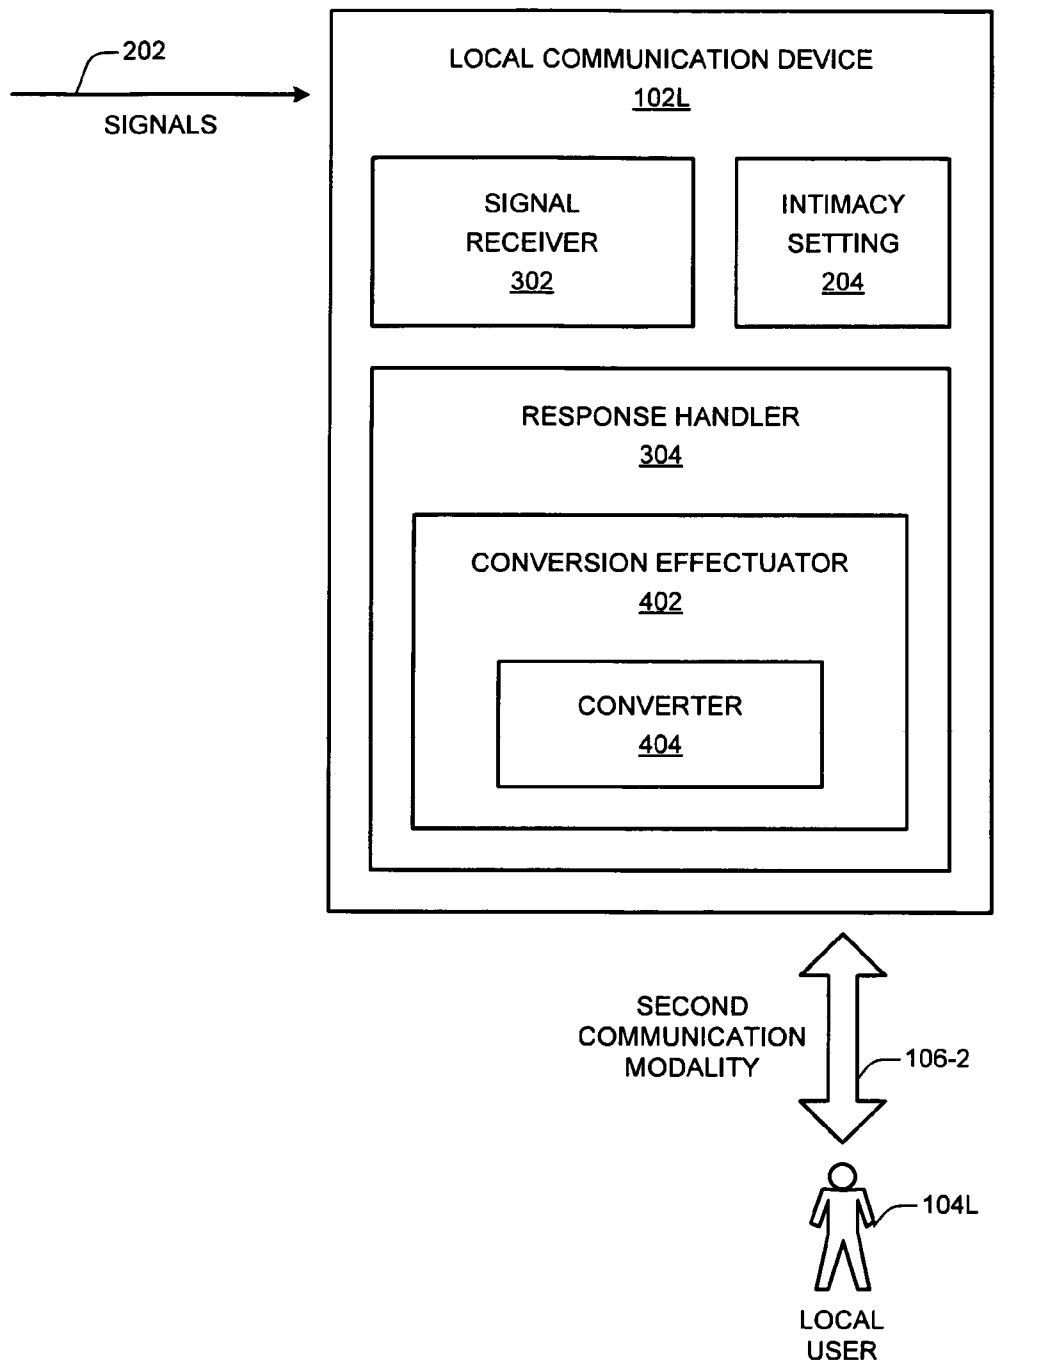 202
SIGNALS
LOCAL COMMUNICATION DEVICE
102L
SIGNAL
RECEIVER
302
INTIMACY
SETTING
204
RESPONSE HANDLER
304
CONVERSION EFFECTUATOR
402
CONVERTER
404
SECOND
COMMUNICATION
MODALITY
106-2
104L
LOCAL
USER